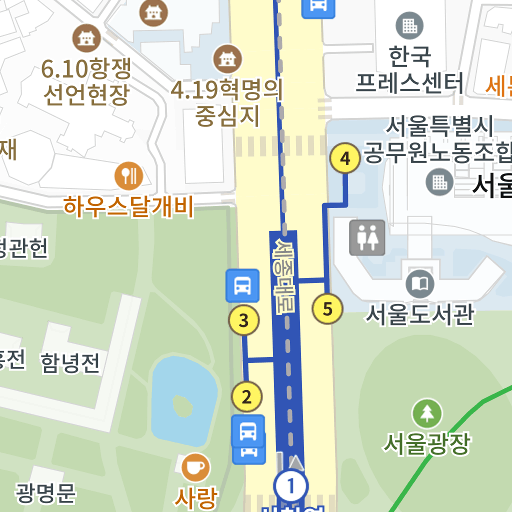 6.10항쟁
선언현장
4.19혁명의
중심지
한국
프레스센터
세
서울특별시
공무원노동조합
4
서울
재
하우스달개비
정관헌
세종대로
3
5
서울도서관
함녕전
흥전
2
서울광장
광명문
사랑
1